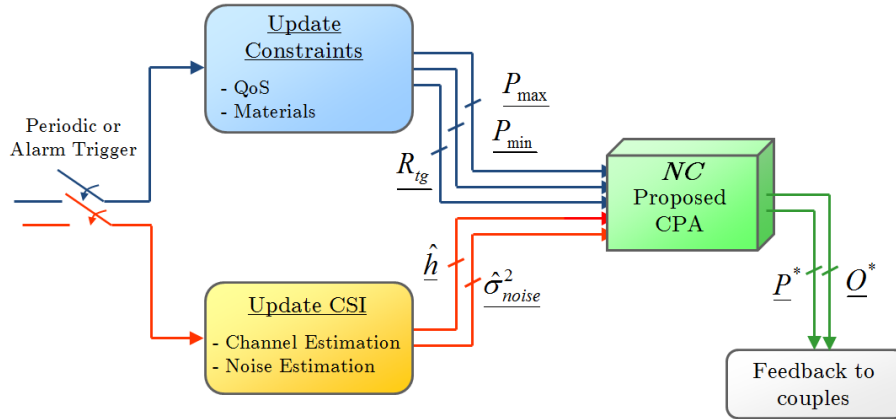 Update
Constraints
- QoS
- Materials
Periodic or
Alarm Trigger
P_max
P_min
R_tg
NC
Proposed
CPA
ĥ
σ̂²_noise
Update CSI
- Channel Estimation
- Noise Estimation
P*
O*
Feedback to
couples